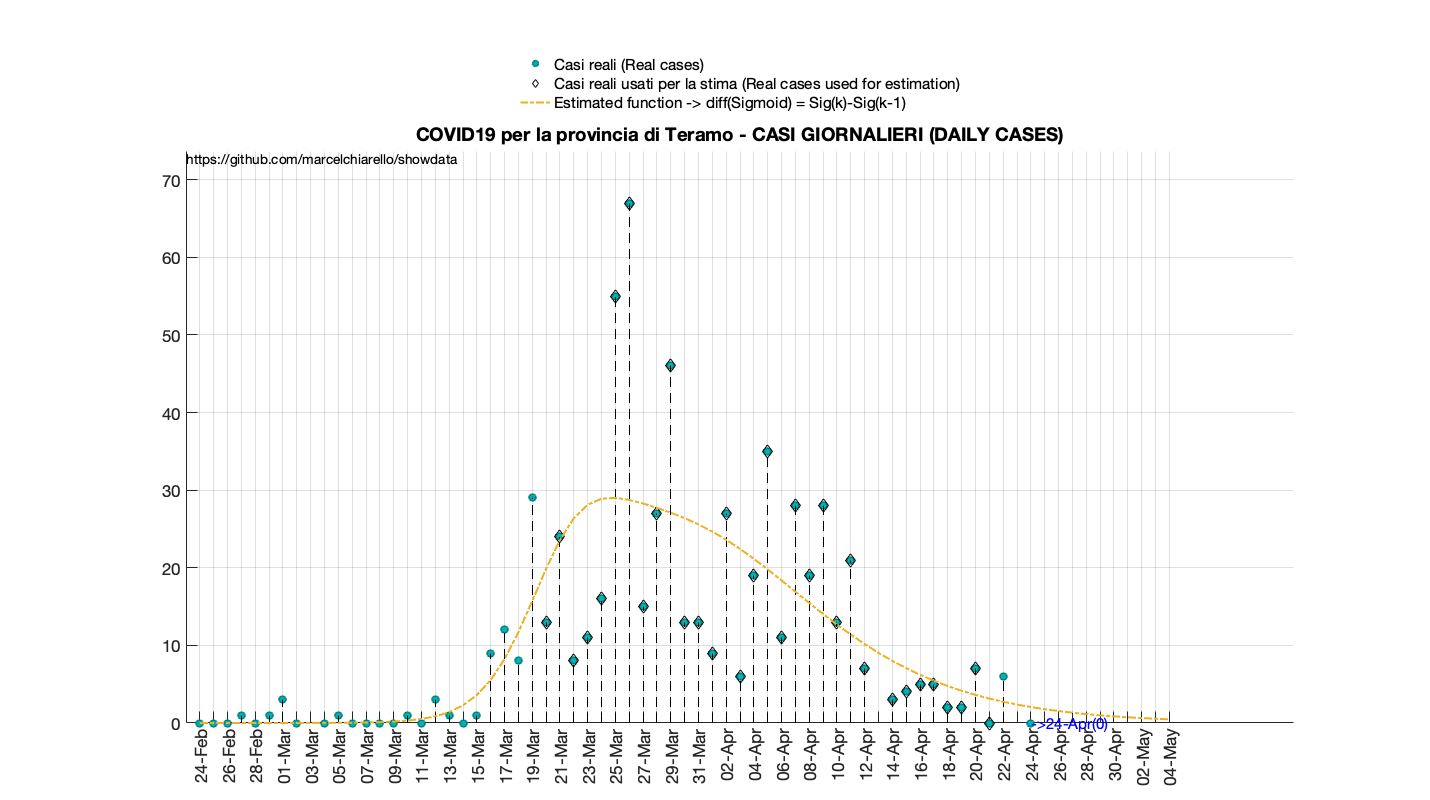 Casi reali (Real cases)
Casi reali usati per la stima (Real cases used for estimation)
Estimated function -> diff(Sigmoid) = Sig(k)-Sig(k-1)
COVID19 per la provincia di Teramo - CASI GIORNALIERI (DAILY CASES)
https://github.com/marcelchiarello/showdata
70
60
50
40
30
20
10
0
->24-Apr(0)
24-Feb
26-Feb
28-Feb
01-Mar
03-Mar
05-Mar
07-Mar
09-Mar
11-Mar
13-Mar
15-Mar
17-Mar
19-Mar
21-Mar
23-Mar
25-Mar
27-Mar
29-Mar
31-Mar
02-Apr
04-Apr
06-Apr
08-Apr
10-Apr
12-Apr
14-Apr
16-Apr
18-Apr
20-Apr
22-Apr
24-Apr
26-Apr
28-Apr
30-Apr
02-May
04-May